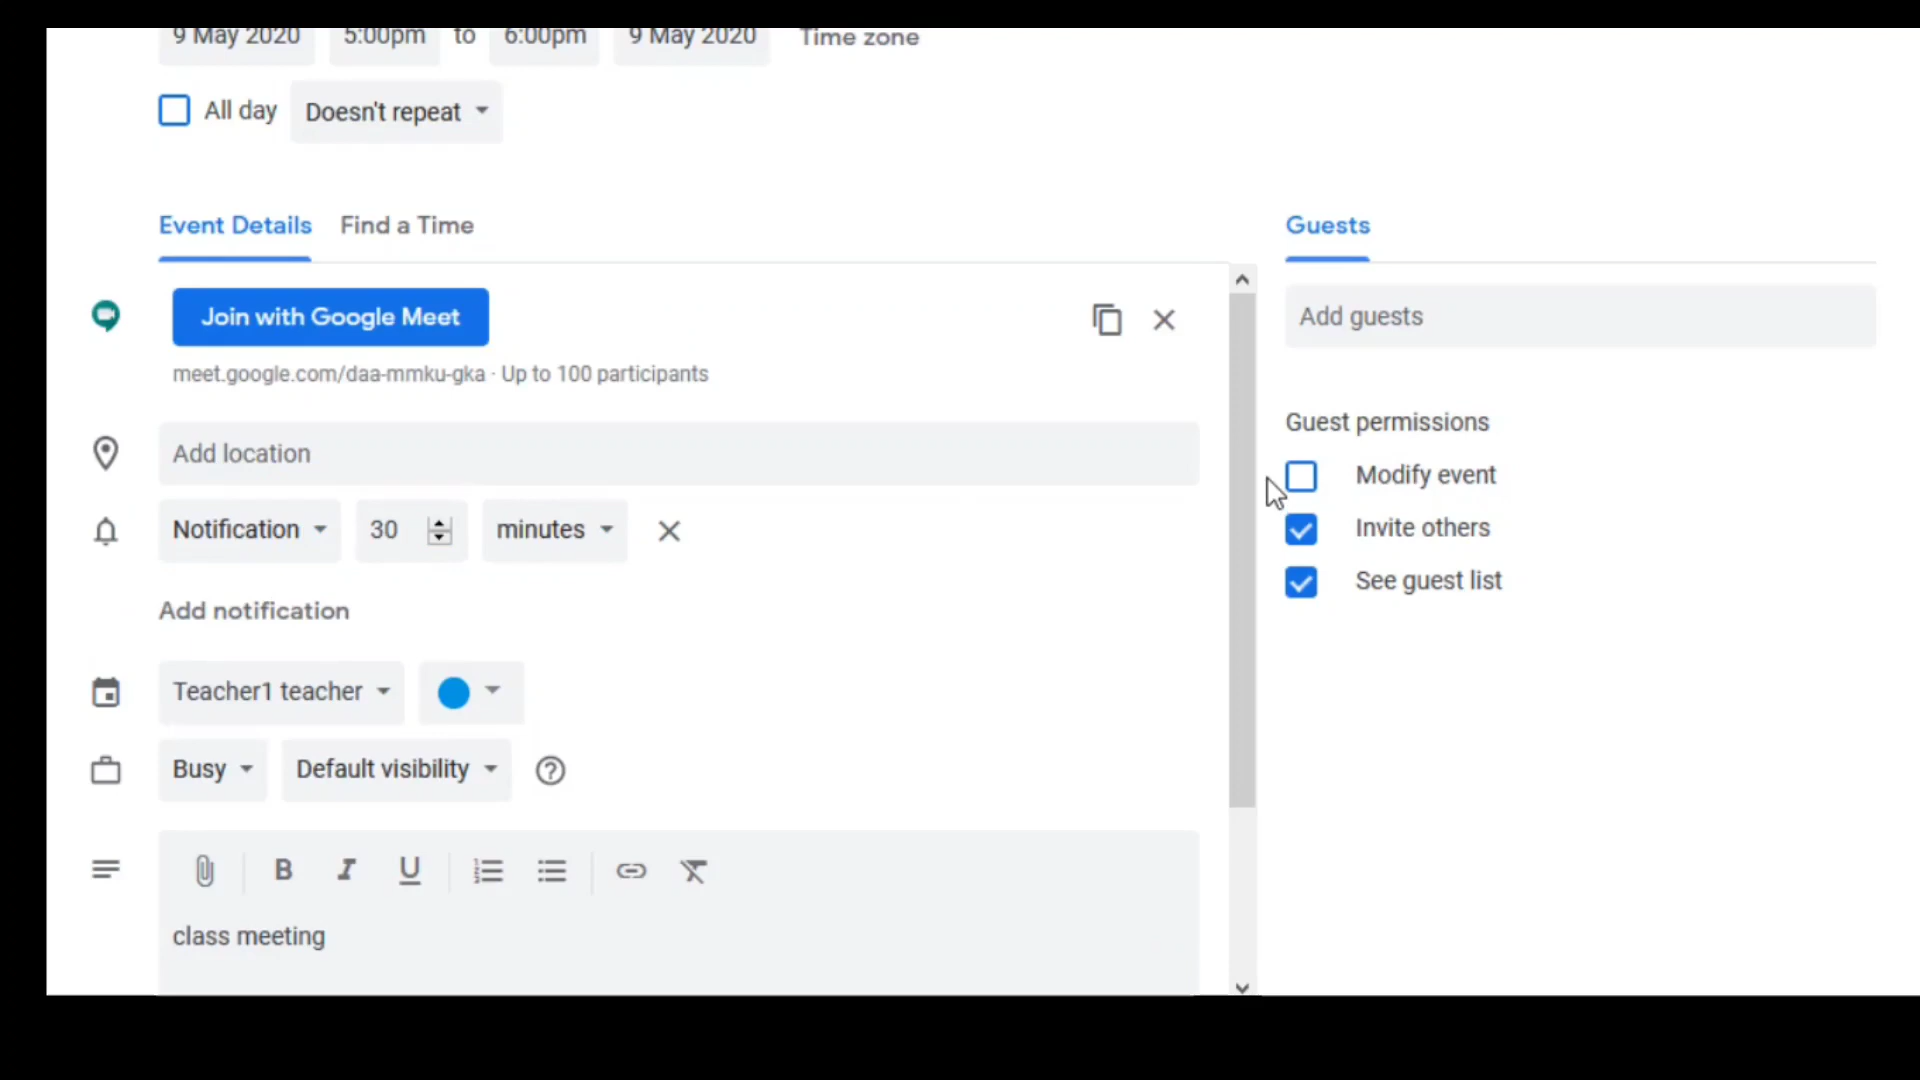 9 May 2020 5:00pm to 6:00pm 9 May 2020 Time zone
All day Doesn't repeat
Event Details Find a Time
Guests
Join with Google Meet
meet.google.com/daa-mmku-gka · Up to 100 participants
Add location
Notification 30 minutes
Add notification
Teacher1 teacher
Busy Default visibility
B I U
class meeting
Add guests
Guest permissions
Modify event
Invite others
See guest list